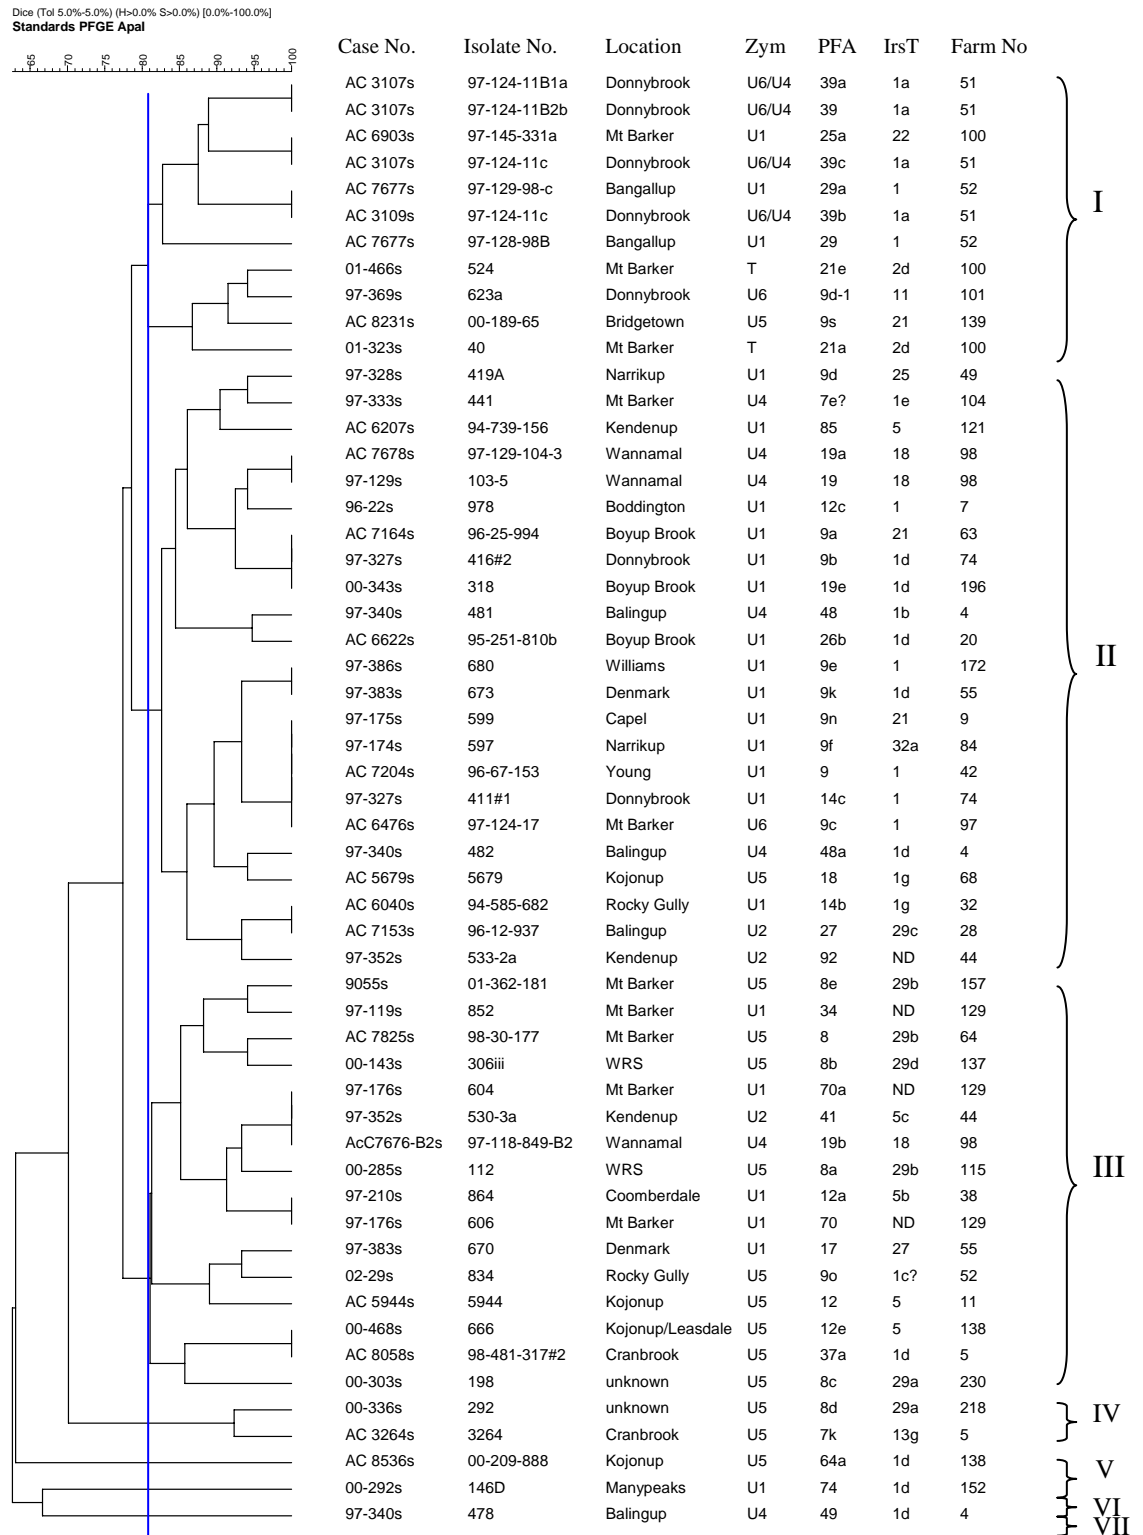 Dice (Tol 5.0%-5.0%) (H>0.0% S>0.0%) [0.0%-100.0%]
Standards PFGE ApaI
65 70 75 80 85 90 95 100
Case No. Isolate No. Location Zym PFA IrsT Farm No
AC 3107s 97-124-11B1a Donnybrook U6/U4 39a 1a 51
AC 3107s 97-124-11B2b Donnybrook U6/U4 39 1a 51
AC 6903s 97-145-331a Mt Barker U1 25a 22 100
AC 3107s 97-124-11c Donnybrook U6/U4 39c 1a 51
AC 7677s 97-129-98-c Bangallup U1 29a 1 52
I
AC 3109s 97-124-11c Donnybrook U6/U4 39b 1a 51
AC 7677s 97-128-98B Bangallup U1 29 1 52
01-466s 524 Mt Barker T 21e 2d 100
97-369s 623a Donnybrook U6 9d-1 11 101
AC 8231s 00-189-65 Bridgetown U5 9s 21 139
01-323s 40 Mt Barker T 21a 2d 100
97-328s 419A Narrikup U1 9d 25 49
97-333s 441 Mt Barker U4 7e? 1e 104
AC 6207s 94-739-156 Kendenup U1 85 5 121
AC 7678s 97-129-104-3 Wannamal U4 19a 18 98
97-129s 103-5 Wannamal U4 19 18 98
96-22s 978 Boddington U1 12c 1 7
AC 7164s 96-25-994 Boyup Brook U1 9a 21 63
97-327s 416#2 Donnybrook U1 9b 1d 74
00-343s 318 Boyup Brook U1 19e 1d 196
97-340s 481 Balingup U4 48 1b 4
AC 6622s 95-251-810b Boyup Brook U1 26b 1d 20
97-386s 680 Williams U1 9e 1 172
II
97-383s 673 Denmark U1 9k 1d 55
97-175s 599 Capel U1 9n 21 9
97-174s 597 Narrikup U1 9f 32a 84
AC 7204s 96-67-153 Young U1 9 1 42
97-327s 411#1 Donnybrook U1 14c 1 74
AC 6476s 97-124-17 Mt Barker U6 9c 1 97
97-340s 482 Balingup U4 48a 1d 4
AC 5679s 5679 Kojonup U5 18 1g 68
AC 6040s 94-585-682 Rocky Gully U1 14b 1g 32
AC 7153s 96-12-937 Balingup U2 27 29c 28
97-352s 533-2a Kendenup U2 92 ND 44
9055s 01-362-181 Mt Barker U5 8e 29b 157
97-119s 852 Mt Barker U1 34 ND 129
AC 7825s 98-30-177 Mt Barker U5 8 29b 64
00-143s 306iii WRS U5 8b 29d 137
97-176s 604 Mt Barker U1 70a ND 129
97-352s 530-3a Kendenup U2 41 5c 44
AcC7676-B2s 97-118-849-B2 Wannamal U4 19b 18 98
00-285s 112 WRS U5 8a 29b 115
III
97-210s 864 Coomberdale U1 12a 5b 38
97-176s 606 Mt Barker U1 70 ND 129
97-383s 670 Denmark U1 17 27 55
02-29s 834 Rocky Gully U5 9o 1c? 52
AC 5944s 5944 Kojonup U5 12 5 11
00-468s 666 Kojonup/Leasdale U5 12e 5 138
AC 8058s 98-481-317#2 Cranbrook U5 37a 1d 5
00-303s 198 unknown U5 8c 29a 230
00-336s 292 unknown U5 8d 29a 218
IV
AC 3264s 3264 Cranbrook U5 7k 13g 5
AC 8536s 00-209-888 Kojonup U5 64a 1d 138
V
00-292s 146D Manypeaks U1 74 1d 152
VI
97-340s 478 Balingup U4 49 1d 4
VII